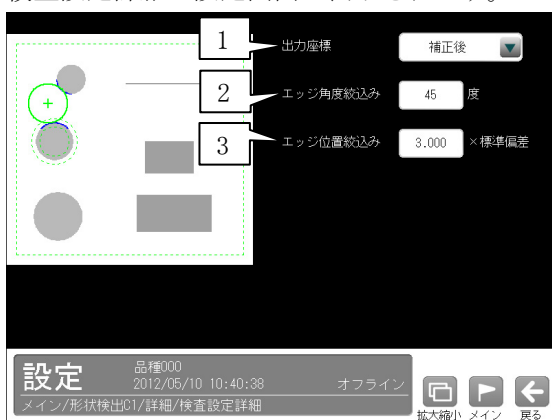 1 出力座標 補正後
2 エッジ角度絞込み 45 度
3 エッジ位置絞込み 3.000 ×標準偏差
設定 品種000
2012/05/10 10:40:38 オフライン
メイン/形状検出C1/詳細/検査設定詳細
拡大縮小 メイン 戻る